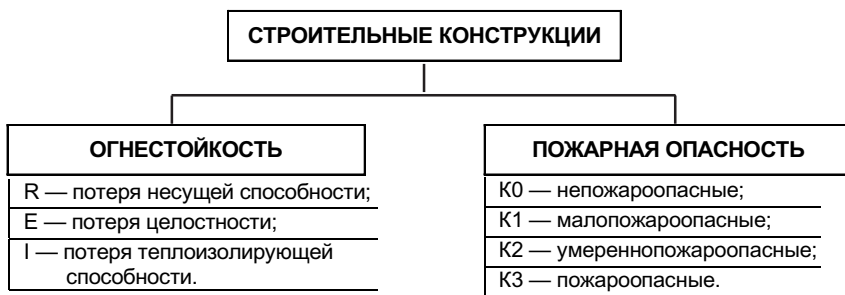 СТРОИТЕЛЬНЫЕ КОНСТРУКЦИИ
ОГНЕСТОЙКОСТЬ
R — потеря несущей способности;
E — потеря целостности;
I — потеря теплоизолирующей
способности.
ПОЖАРНАЯ ОПАСНОСТЬ
К0 — непожароопасные;
К1 — малопожароопасные;
К2 — умереннопожароопасные;
К3 — пожароопасные.